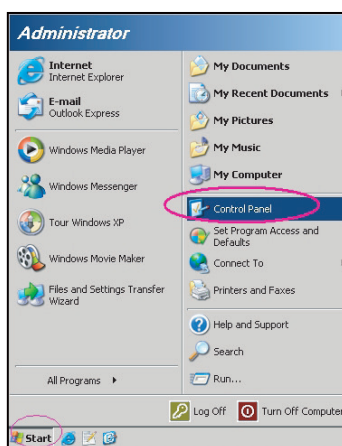 Administrator
Internet
Internet Explorer
E-mail
Outlook Express
Windows Media Player
Windows Messenger
Tour Windows XP
Windows Movie Maker
Files and Settings Transfer
Wizard
All Programs
My Documents
My Recent Documents
My Pictures
My Music
My Computer
Control Panel
Set Program Access and
Defaults
Connect To
Printers and Faxes
Help and Support
Search
Run...
Log Off
Turn Off Computer
Start